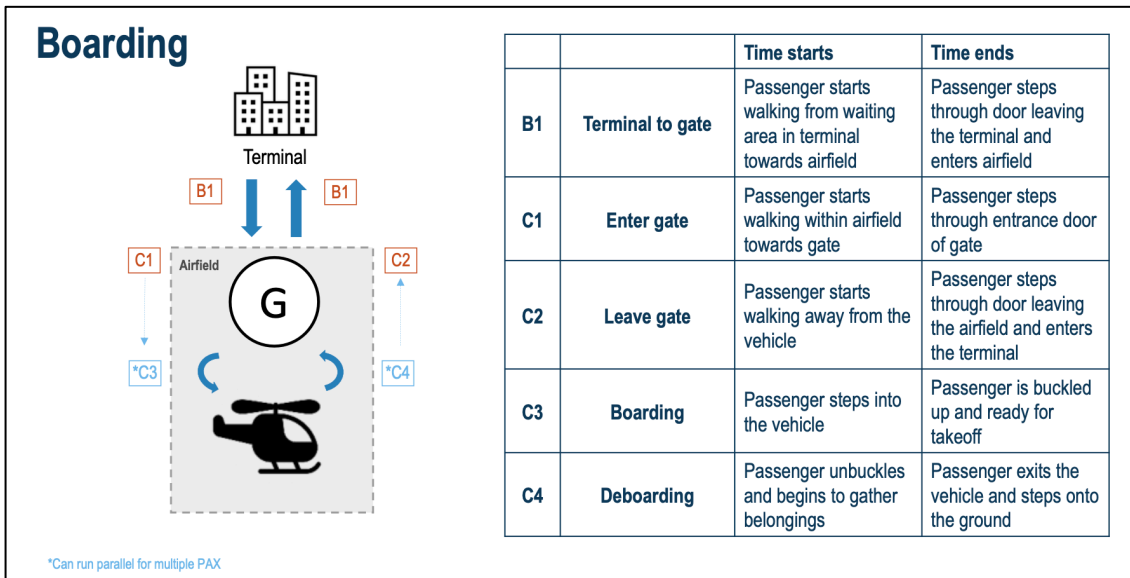 Boarding
Terminal
B1
B1
C1
C2
Airfield
G
*C3
*C4
*Can run parallel for multiple PAX
Time starts
Time ends
B1
Terminal to gate
Passenger starts
walking from waiting
area in terminal
towards airfield
Passenger steps
through door leaving
the terminal and
enters airfield
C1
Enter gate
Passenger starts
walking within airfield
towards gate
Passenger steps
through entrance door
of gate
C2
Leave gate
Passenger starts
walking away from the
vehicle
Passenger steps
through door leaving
the airfield and enters
the terminal
C3
Boarding
Passenger steps into
the vehicle
Passenger is buckled
up and ready for
takeoff
C4
Deboarding
Passenger unbuckles
and begins to gather
belongings
Passenger exits the
vehicle and steps onto
the ground